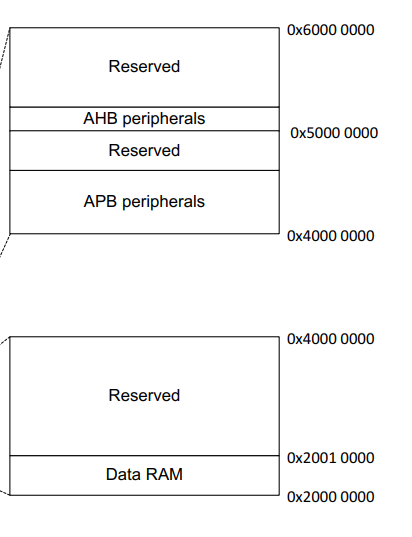 0x6000 0000
Reserved
AHB peripherals
0x5000 0000
Reserved
APB peripherals
0x4000 0000
0x4000 0000
Reserved
0x2001 0000
Data RAM
0x2000 0000